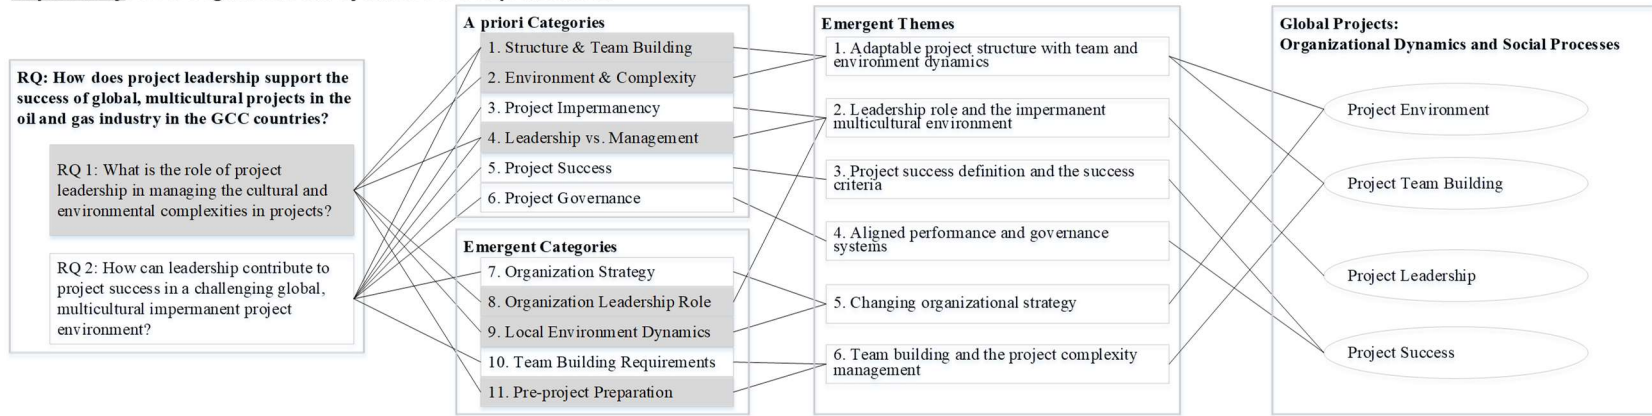 RQ: How does project leadership support the
success of global, multicultural projects in the
oil and gas industry in the GCC countries?
RQ 1: What is the role of project
leadership in managing the cultural and
environmental complexities in projects?
RQ 2: How can leadership contribute to
project success in a challenging global,
multicultural impermanent project
environment?
A priori Categories
1. Structure & Team Building
2. Environment & Complexity
3. Project Impermanency
4. Leadership vs. Management
5. Project Success
6. Project Governance
Emergent Categories
7. Organization Strategy
8. Organization Leadership Role
9. Local Environment Dynamics
10. Team Building Requirements
11. Pre-project Preparation
Emergent Themes
1. Adaptable project structure with team and
environment dynamics
2. Leadership role and the impermanent
multicultural environment
3. Project success definition and the success
criteria
4. Aligned performance and governance
systems
5. Changing organizational strategy
6. Team building and the project complexity
management
Global Projects:
Organizational Dynamics and Social Processes
Project Environment
Project Team Building
Project Leadership
Project Success